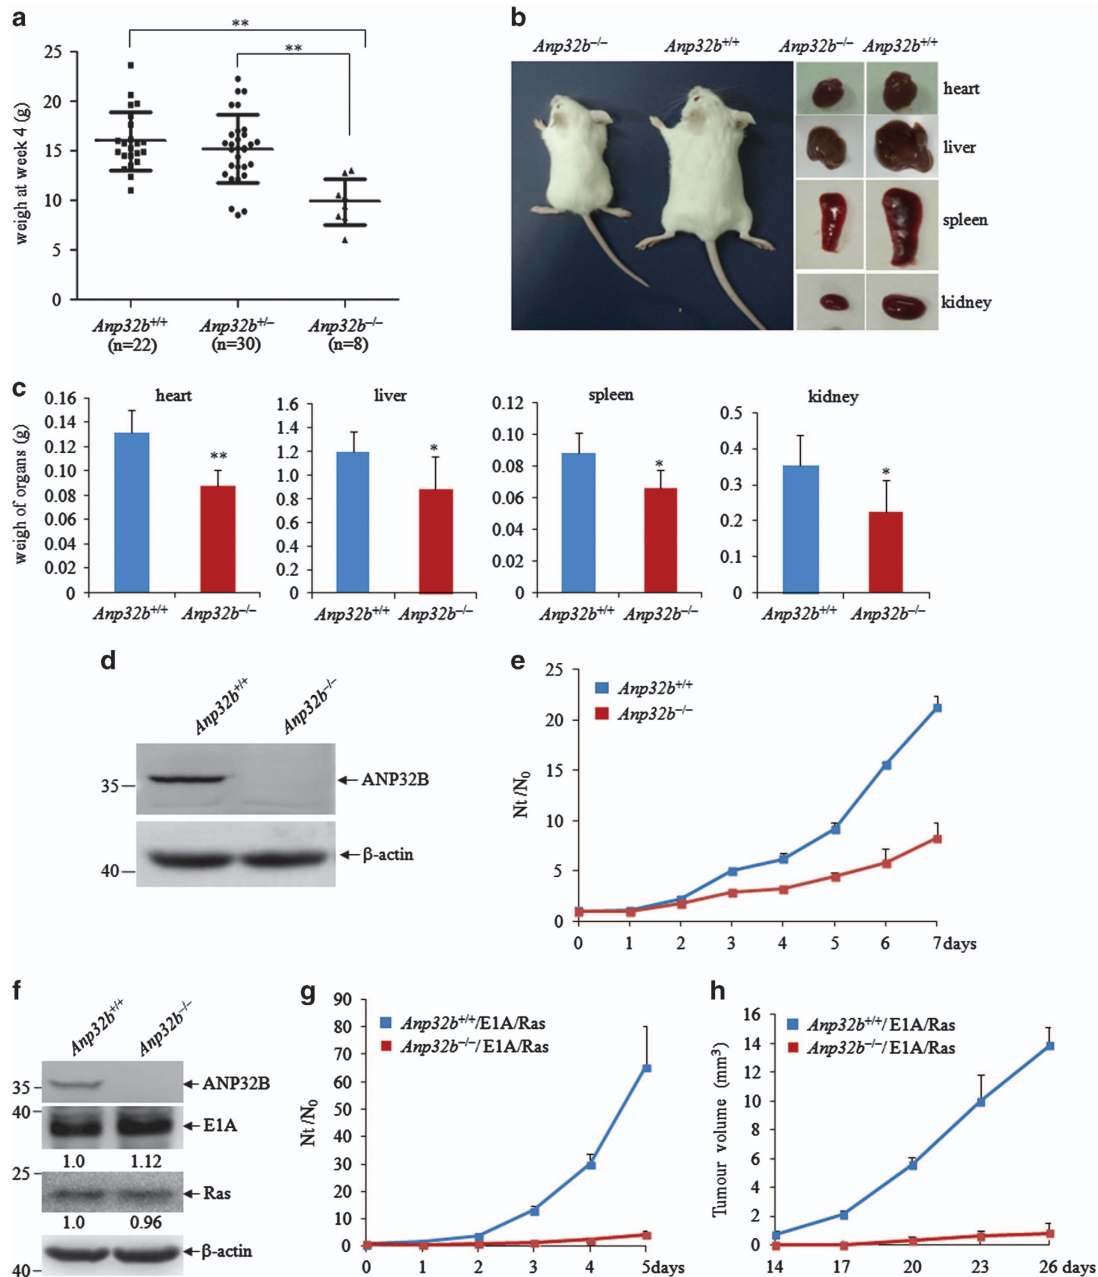 a
**
**
weigh at week 4 (g)
25
20
15
10
5
0
Anp32b+/+
(n=22)
Anp32b+/–
(n=30)
Anp32b–/–
(n=8)
b
Anp32b–/– Anp32b+/+ Anp32b–/– Anp32b+/+
heart
liver
spleen
kidney
c
weigh of organs (g)
heart
0.16
0.14
0.12
0.10
0.08
0.06
0.04
0.02
0
**
Anp32b+/+ Anp32b–/–
liver
1.6
1.4
1.2
1.0
0.8
0.6
0.4
0.2
0
*
Anp32b+/+ Anp32b–/–
spleen
0.12
0.10
0.08
0.06
0.04
0.02
0
*
Anp32b+/+ Anp32b–/–
kidney
0.5
0.4
0.3
0.2
0.1
0
*
Anp32b+/+ Anp32b–/–
d
Anp32b+/+ Anp32b–/–
35 ANP32B
40 β-actin
e
Nt /N0
25
20
15
10
5
0
Anp32b+/+
Anp32b–/–
0 1 2 3 4 5 6 7 days
f
Anp32b+/+ Anp32b–/–
35 ANP32B
40 E1A
1.0 1.12
25 Ras
1.0 0.96
β-actin
40
g
Nt /N0
90
80
70
60
50
40
30
20
10
0
Anp32b+/+/E1A/Ras
Anp32b–/–/E1A/Ras
0 1 2 3 4 5days
h
Tumour volume (mm3)
16
14
12
10
8
6
4
2
0
Anp32b+/+/E1A/Ras
Anp32b–/–/E1A/Ras
14 17 20 23 26 days